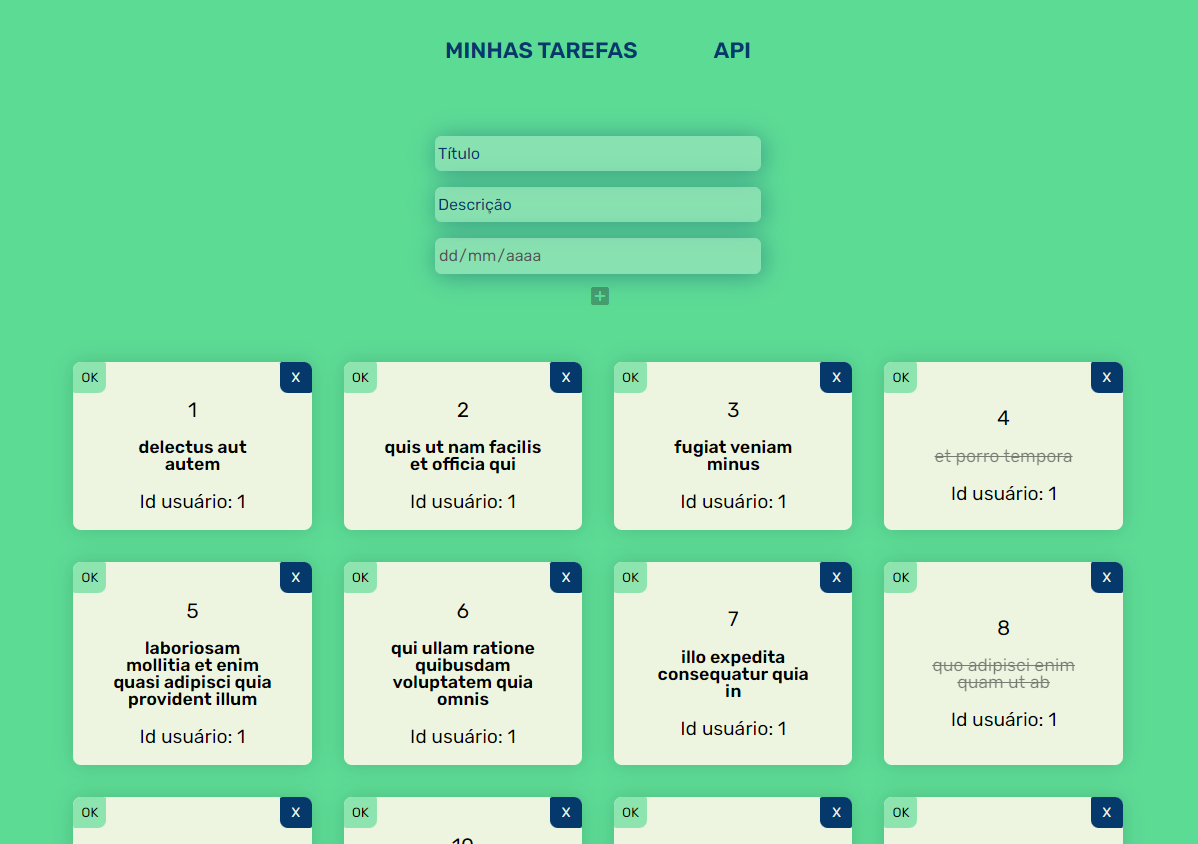 MINHAS TAREFAS API
Título
Descrição
dd/mm/aaaa
+
OK X
1
delectus aut
autem
Id usuário: 1
OK X
2
quis ut nam facilis
et officia qui
Id usuário: 1
OK X
3
fugiat veniam
minus
Id usuário: 1
OK X
4
et porro tempora
Id usuário: 1
OK X
5
laboriosam
mollitia et enim
quasi adipisci quia
provident illum
Id usuário: 1
OK X
6
qui ullam ratione
quibusdam
voluptatem quia
omnis
Id usuário: 1
OK X
7
illo expedita
consequatur quia
in
Id usuário: 1
OK X
8
quo adipisci enim
quam ut ab
Id usuário: 1
OK X
OK X
10
OK X
OK X